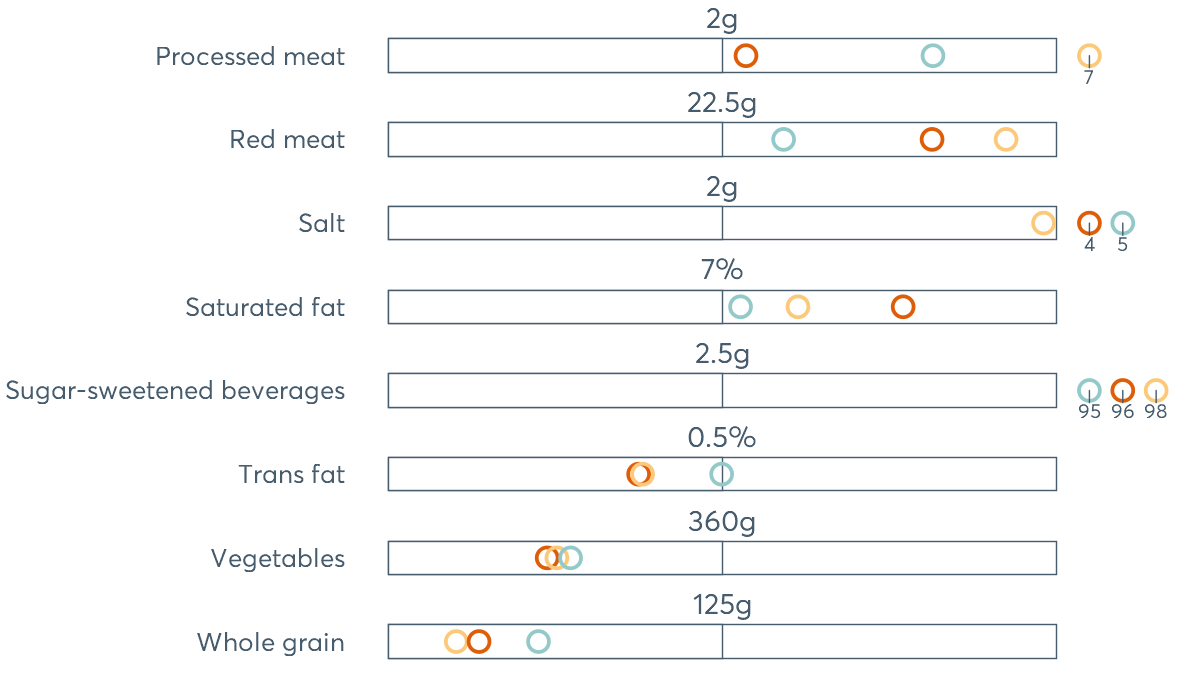 2g
Processed meat
7
22.5g
Red meat
2g
Salt
4 5
7%
Saturated fat
2.5g
Sugar-sweetened beverages
95 96 98
0.5%
Trans fat
360g
Vegetables
125g
Whole grain